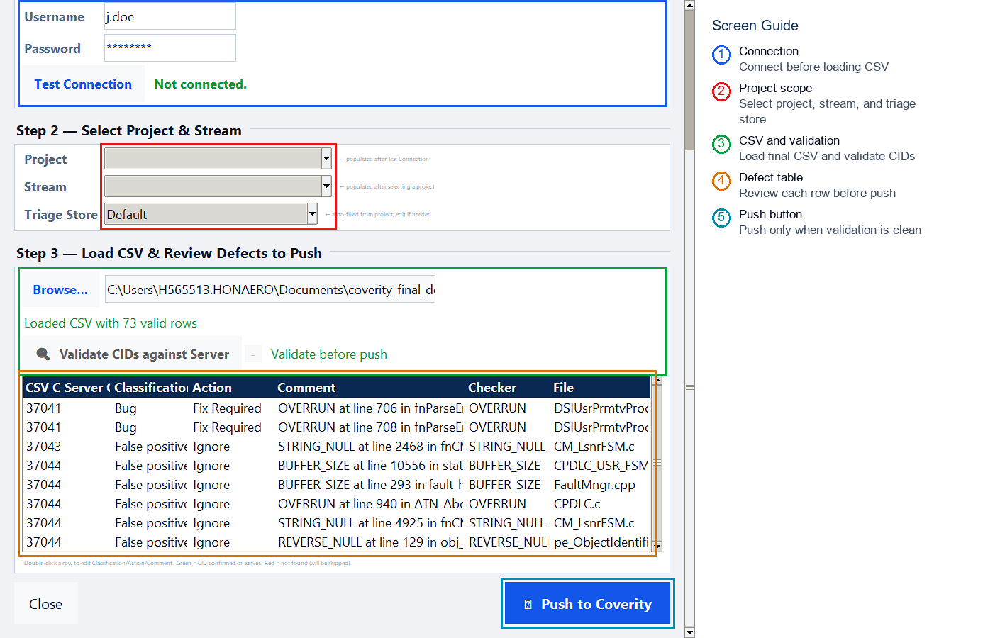 Username j.doe
Password ********
Test Connection Not connected.
Step 2 — Select Project & Stream
Project ← populated after Test Connection
Stream ← populated after selecting a project
Triage Store Default ← auto-filled from project; edit if needed
Step 3 — Load CSV & Review Defects to Push
Browse... C:\Users\H565513.HONAERO\Documents\coverity_final_de
Loaded CSV with 73 valid rows
Validate CIDs against Server – Validate before push
CSV C Server C Classification Action Comment Checker File
37041 Bug Fix Required OVERRUN at line 706 in fnParseEr OVERRUN DSIUsrPrmtvProc
37041 Bug Fix Required OVERRUN at line 708 in fnParseEr OVERRUN DSIUsrPrmtvProc
37043 False positive Ignore STRING_NULL at line 2468 in fnCM STRING_NULL CM_LsnrFSM.c
37044 False positive Ignore BUFFER_SIZE at line 10556 in stat BUFFER_SIZE CPDLC_USR_FSM
37044 False positive Ignore BUFFER_SIZE at line 293 in fault_h BUFFER_SIZE FaultMngr.cpp
37044 False positive Ignore OVERRUN at line 940 in ATN_Abo OVERRUN CPDLC.c
37044 False positive Ignore STRING_NULL at line 4925 in fnCM STRING_NULL CM_LsnrFSM.c
37044 False positive Ignore REVERSE_NULL at line 129 in obj_ REVERSE_NULL pe_ObjectIdentifi
Double-click a row to edit Classification/Action/Comment. Green = CID confirmed on server. Red = not found (will be skipped).
Close Push to Coverity
Screen Guide
1 Connection
Connect before loading CSV
2 Project scope
Select project, stream, and triage
store
3 CSV and validation
Load final CSV and validate CIDs
4 Defect table
Review each row before push
5 Push button
Push only when validation is clean